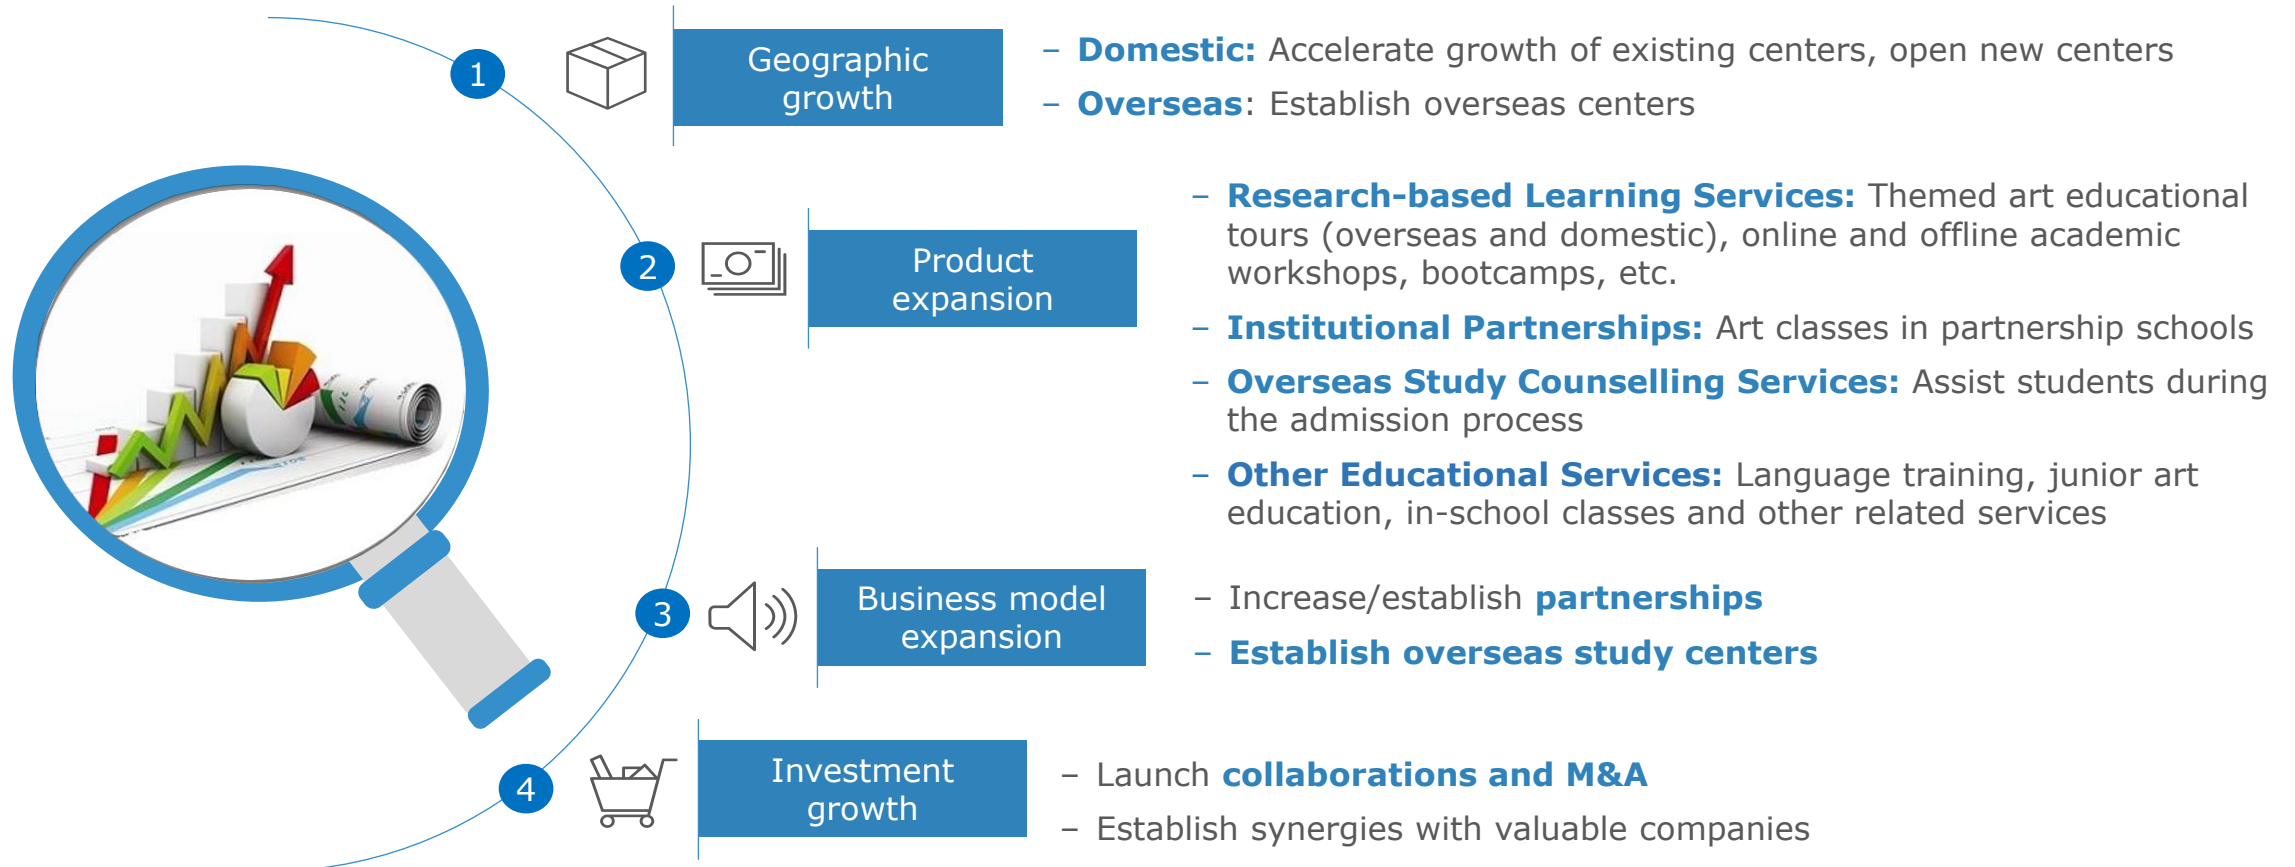 1
Geographic
growth
– Domestic: Accelerate growth of existing centers, open new centers
– Overseas: Establish overseas centers
2
Product
expansion
– Research-based Learning Services: Themed art educational
tours (overseas and domestic), online and offline academic
workshops, bootcamps, etc.
– Institutional Partnerships: Art classes in partnership schools
– Overseas Study Counselling Services: Assist students during
the admission process
– Other Educational Services: Language training, junior art
education, in-school classes and other related services
3
Business model
expansion
– Increase/establish partnerships
– Establish overseas study centers
4
Investment
growth
– Launch collaborations and M&A
– Establish synergies with valuable companies